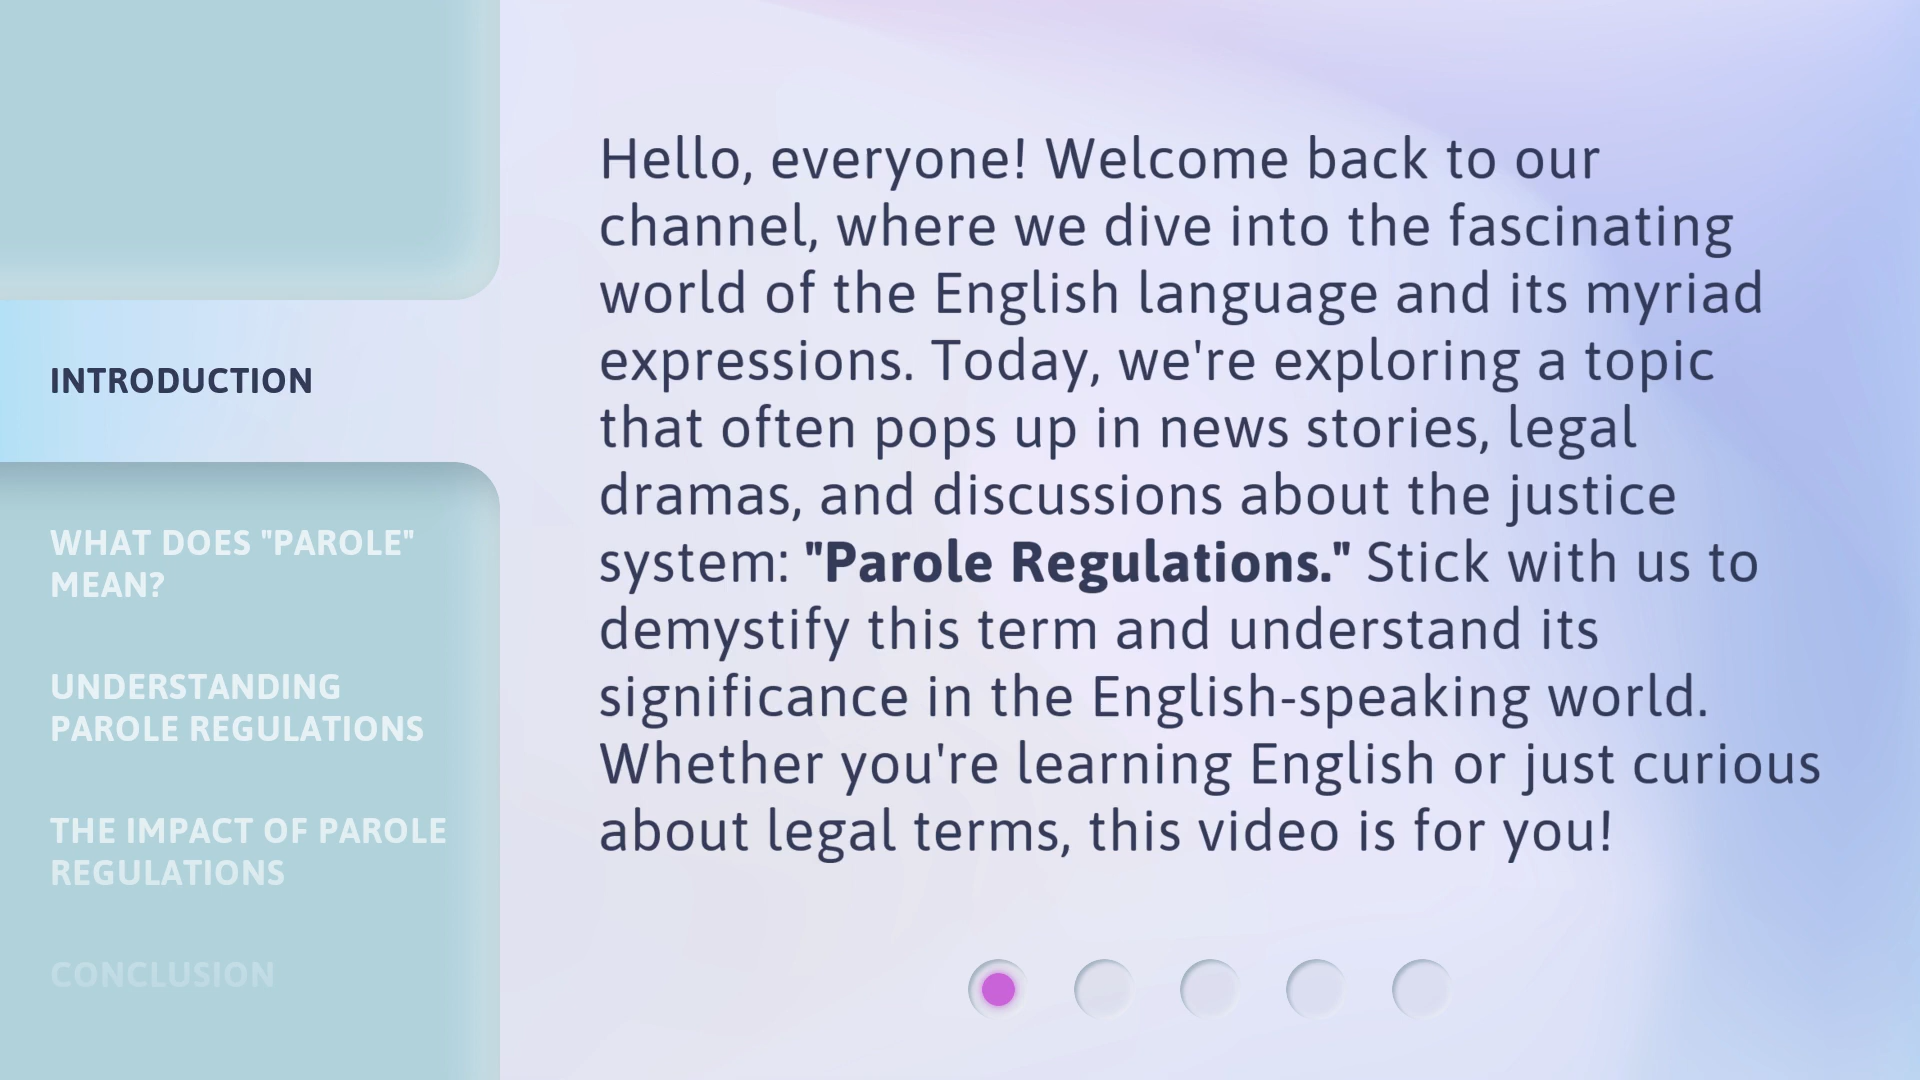 INTRODUCTION
WHAT DOES "PAROLE"
MEAN?
UNDERSTANDING
PAROLE REGULATIONS
THE IMPACT OF PAROLE
REGULATIONS
CONCLUSION
Hello, everyone! Welcome back to our
channel, where we dive into the fascinating
world of the English language and its myriad
expressions. Today, we're exploring a topic
that often pops up in news stories, legal
dramas, and discussions about the justice
system: "Parole Regulations." Stick with us to
demystify this term and understand its
significance in the English-speaking world.
Whether you're learning English or just curious
about legal terms, this video is for you!